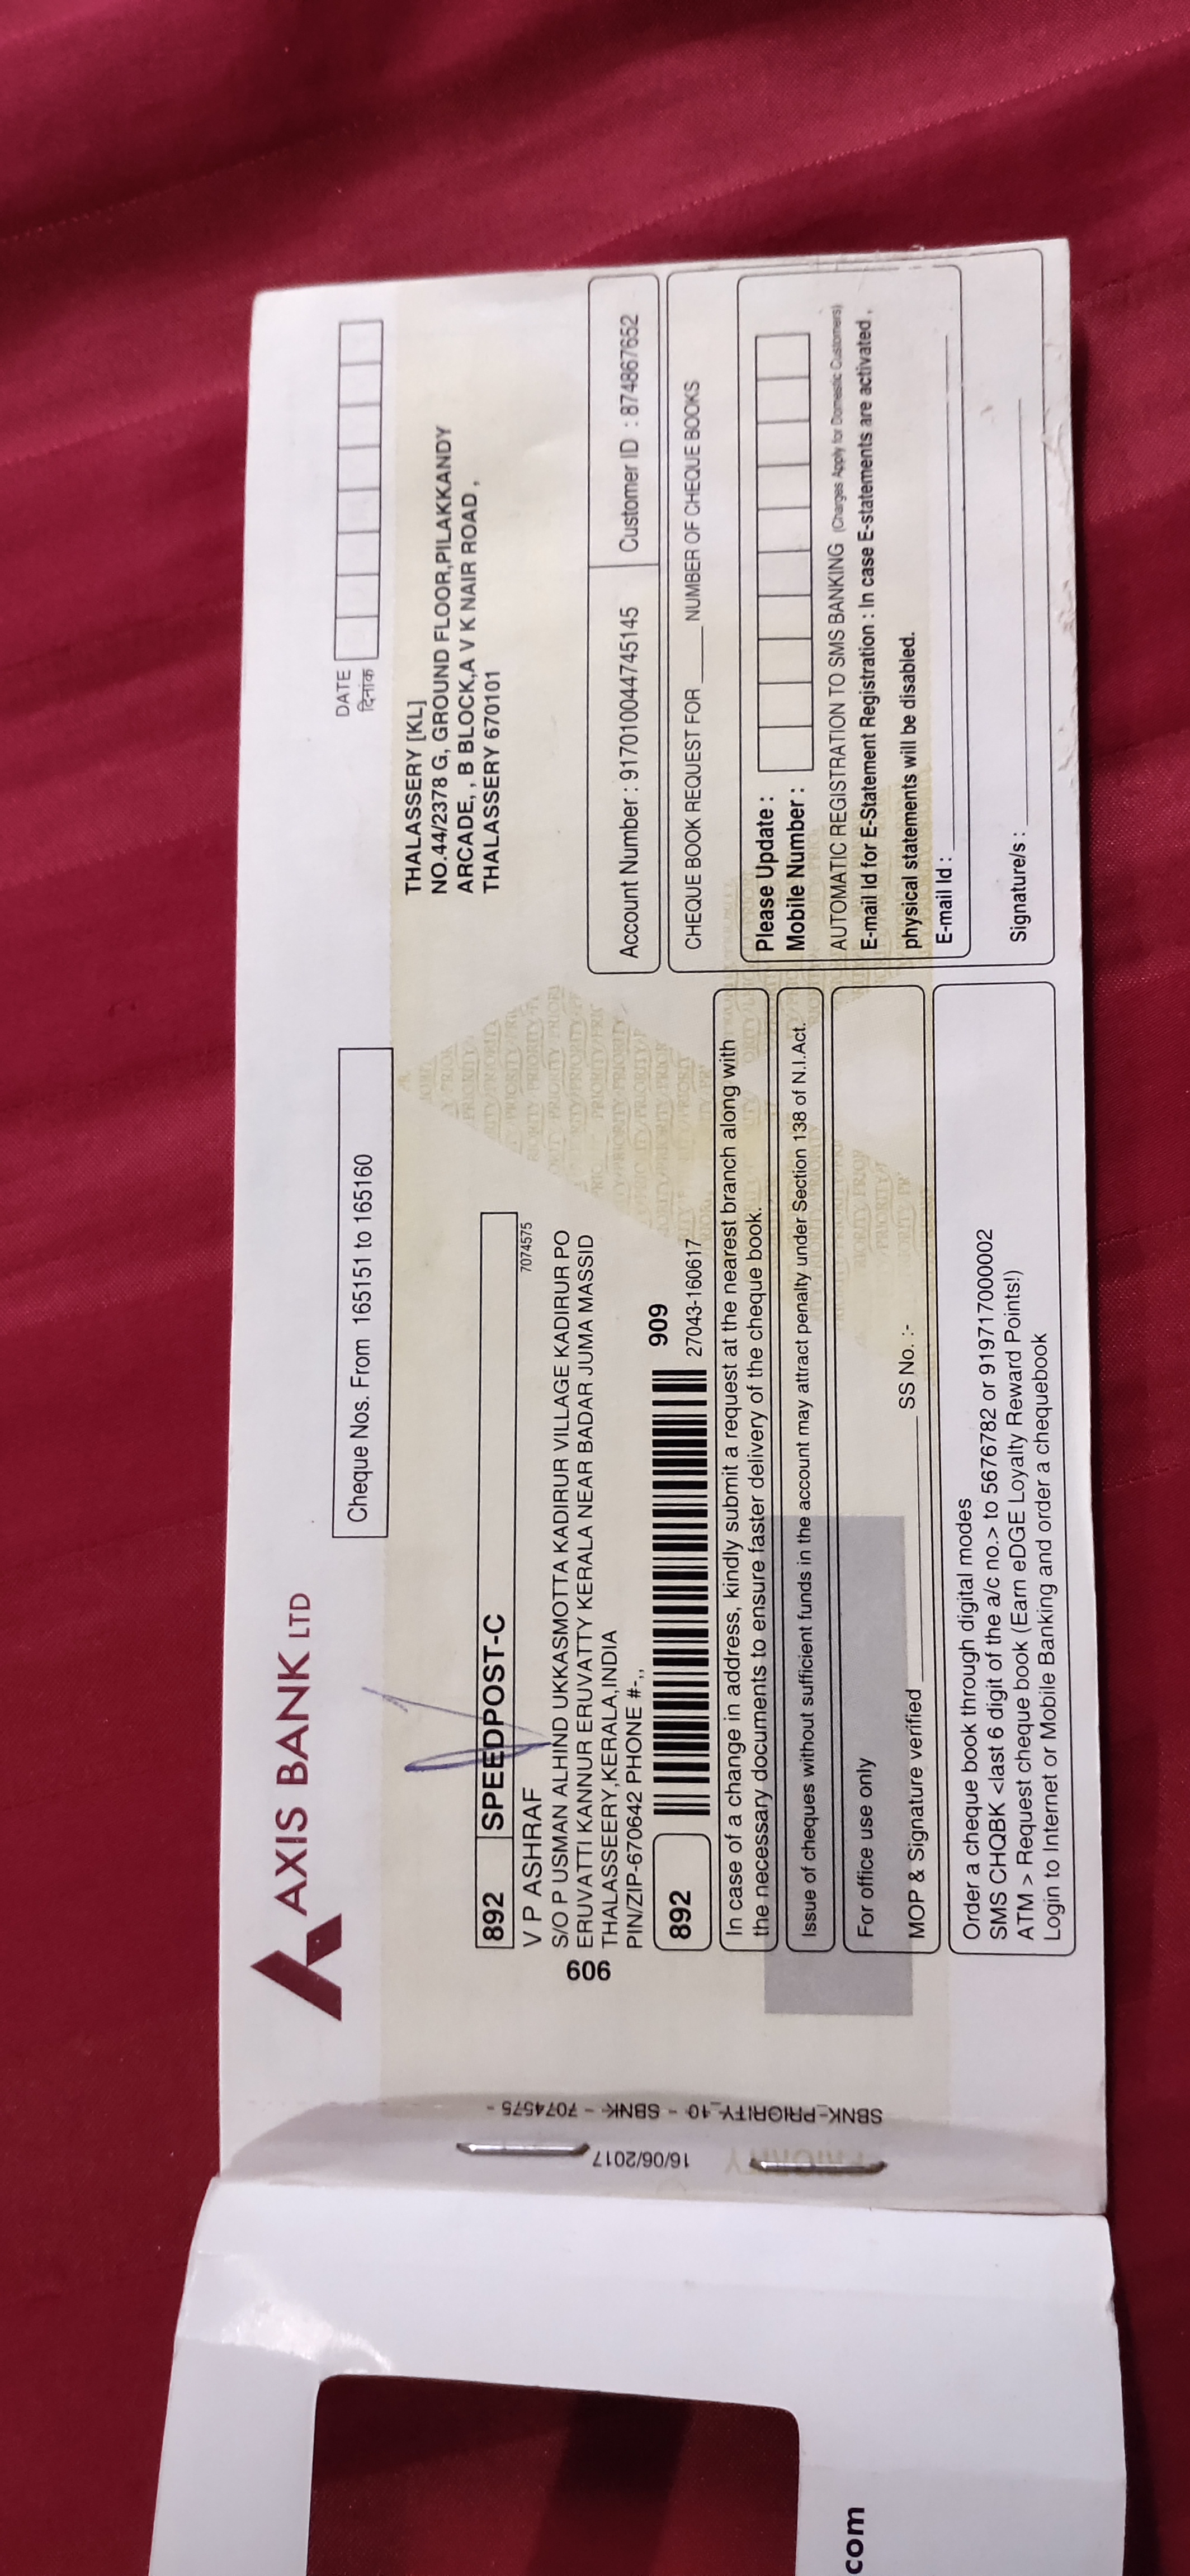 AXIS BANK LTD
Cheque Nos. From 165151 to 165160
DATE
दिनांक
THALASSERY [KL]
NO.44/2378 G, GROUND FLOOR,PILAKKANDY
ARCADE, , B BLOCK,A V K NAIR ROAD ,
THALASSERY 670101
892 SPEEDPOST-C
7074575
V P ASHRAF
S/O P USMAN ALHIND UKKASMOTTA KADIRUR VILLAGE KADIRUR PO
ERUVATTI KANNUR ERUVATTY KERALA NEAR BADAR JUMA MASSID
606
THALASSEERY,KERALA,INDIA
PIN/ZIP-670642 PHONE #-,,
892
909
27043-160617
Account Number : 917010044745145 Customer ID : 874867652
CHEQUE BOOK REQUEST FOR ____ NUMBER OF CHEQUE BOOKS
Please Update :
Mobile Number :
AUTOMATIC REGISTRATION TO SMS BANKING (Charges Apply for Domestic Customers)
E-mail Id for E-Statement Registration : In case E-statements are activated ,
physical statements will be disabled.
E-mail Id :
Signature/s :
In case of a change in address, kindly submit a request at the nearest branch along with
the necessary documents to ensure faster delivery of the cheque book.
Issue of cheques without sufficient funds in the account may attract penalty under Section 138 of N.I.Act.
For office use only
MOP & Signature verified ____ SS No. :-
Order a cheque book through digital modes
SMS CHQBK <last 6 digit of the a/c no.> to 5676782 or 919717000002
ATM > Request cheque book (Earn eDGE Loyalty Reward Points!)
Login to Internet or Mobile Banking and order a chequebook
SBNK-PRIORITY_10 - SBNK - 7074575 -
16/06/2017
PRIORITY
com